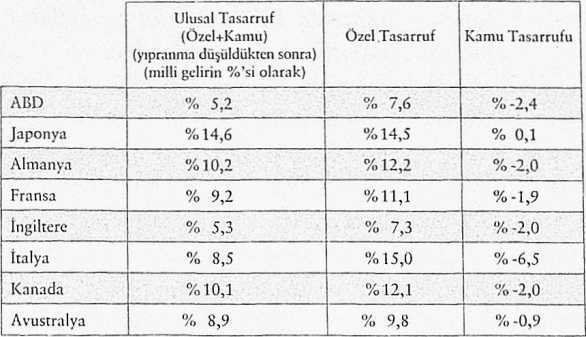 Ulusal Tasarruf
(Özel+Kamu)
(yıpranma düşüldükten sonra)
(milli gelirin %'si olarak)
Özel Tasarruf
Kamu Tasarrufu
ABD % 5,2 % 7,6 % -2,4
Japonya %14,6 %14,5 % 0,1
Almanya %10,2 %12,2 % -2,0
Fransa % 9,2 %11,1 % -1,9
İngiltere % 5,3 % 7,3 % -2,0
İtalya % 8,5 %15,0 % -6,5
Kanada %10,1 %12,1 % -2,0
Avustralya % 8,9 % 9,8 % -0,9